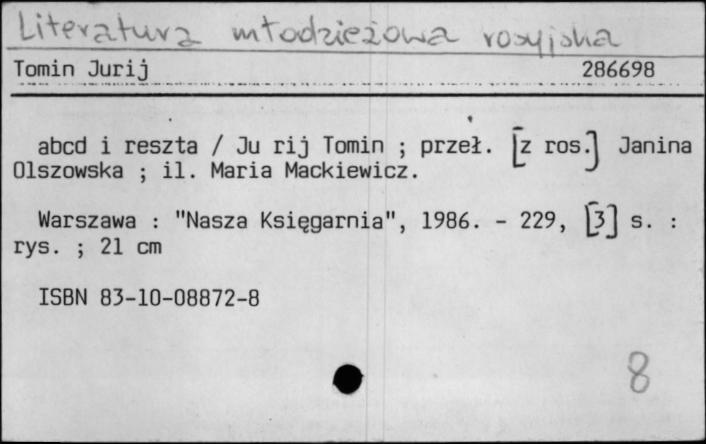 Literatura młodzieżowa rosyjska
Tomin Jurij 286698
abcd i reszta / Ju rij Tomin ; przeł. [z ros.] Janina
Olszowska ; il. Maria Mackiewicz.
Warszawa : "Nasza Księgarnia", 1986. - 229, [3] s. :
rys. ; 21 cm
ISBN 83-10-08872-8
8